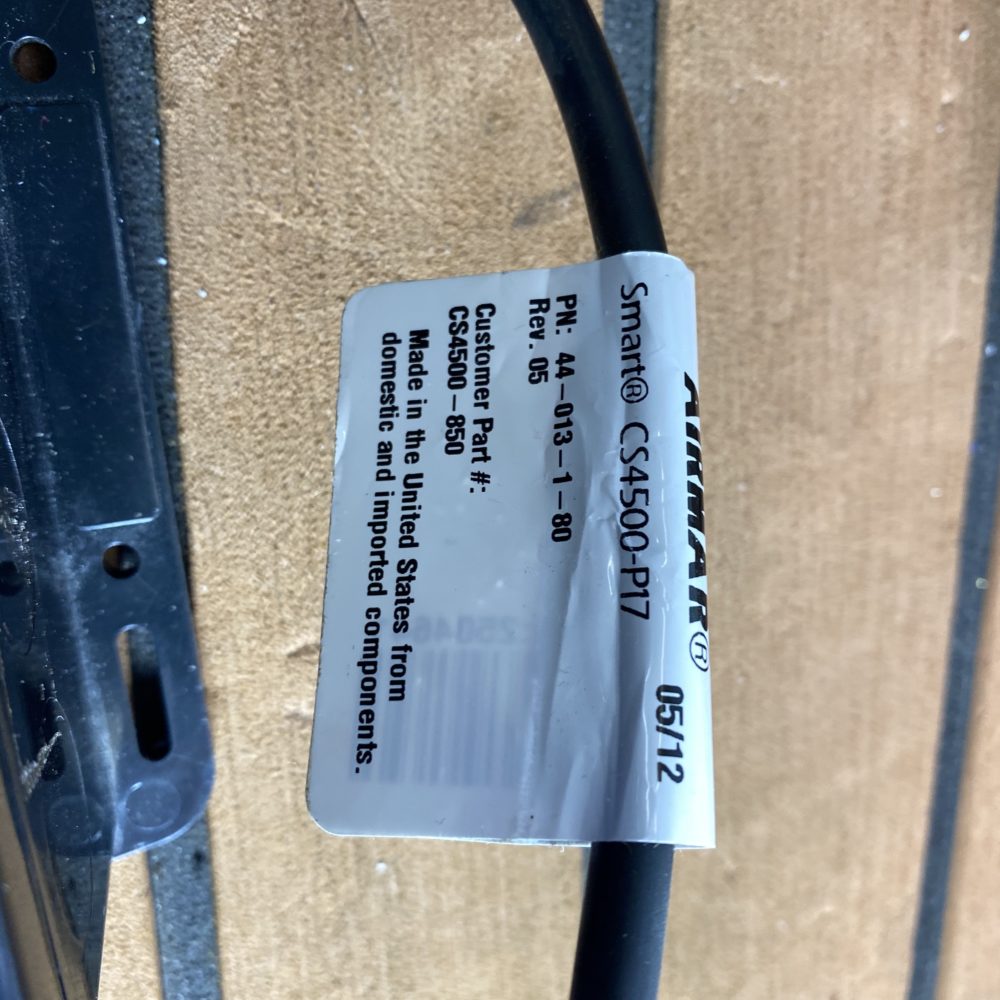 AIRMAR® 05/12
Smart® CS4500-P17
PN: 44-013-1-80
Rev. 05
Customer Part #:
CS4500-850
Made in the United States from
domestic and imported components.